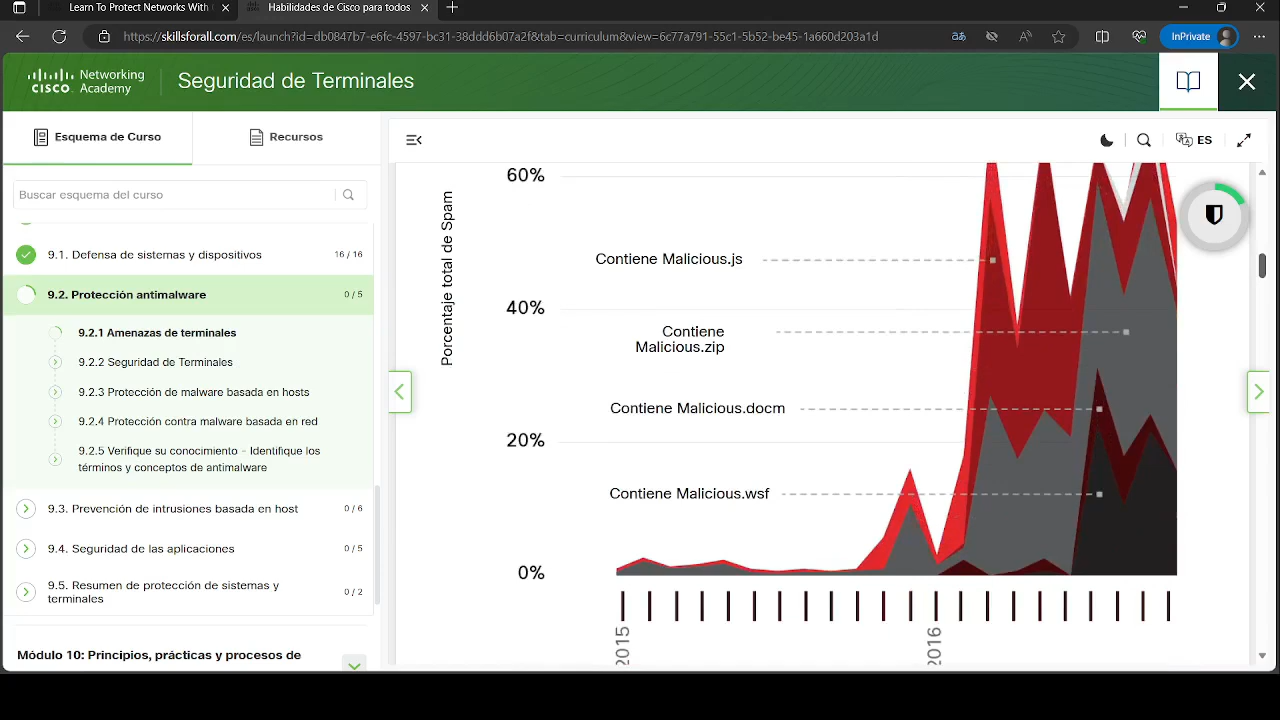 Learn To Protect Networks With
Habilidades de Cisco para todos
https://skillsforall.com/es/launch?id=db0847b7-e6fc-4597-bc31-38ddd6b07a2f&tab=curriculum&view=6c77a791-55c1-5b52-be45-1a660d203a1d
InPrivate
Networking
CISCO Academy
Seguridad de Terminales
Esquema de Curso
Recursos
ES
Buscar esquema del curso
9.1. Defensa de sistemas y dispositivos
16 / 16
9.2. Protección antimalware
0 / 5
9.2.1 Amenazas de terminales
9.2.2 Seguridad de Terminales
9.2.3 Protección de malware basada en hosts
9.2.4 Protección contra malware basada en red
9.2.5 Verifique su conocimiento - Identifique los
términos y conceptos de antimalware
9.3. Prevención de intrusiones basada en host
0 / 6
9.4. Seguridad de las aplicaciones
0 / 5
9.5. Resumen de protección de sistemas y
terminales
0 / 2
Módulo 10: Principios, prácticas y procesos de
Porcentaje total de Spam
60%
40%
20%
0%
Contiene Malicious.js
Contiene
Malicious.zip
Contiene Malicious.docm
Contiene Malicious.wsf
2015
2016